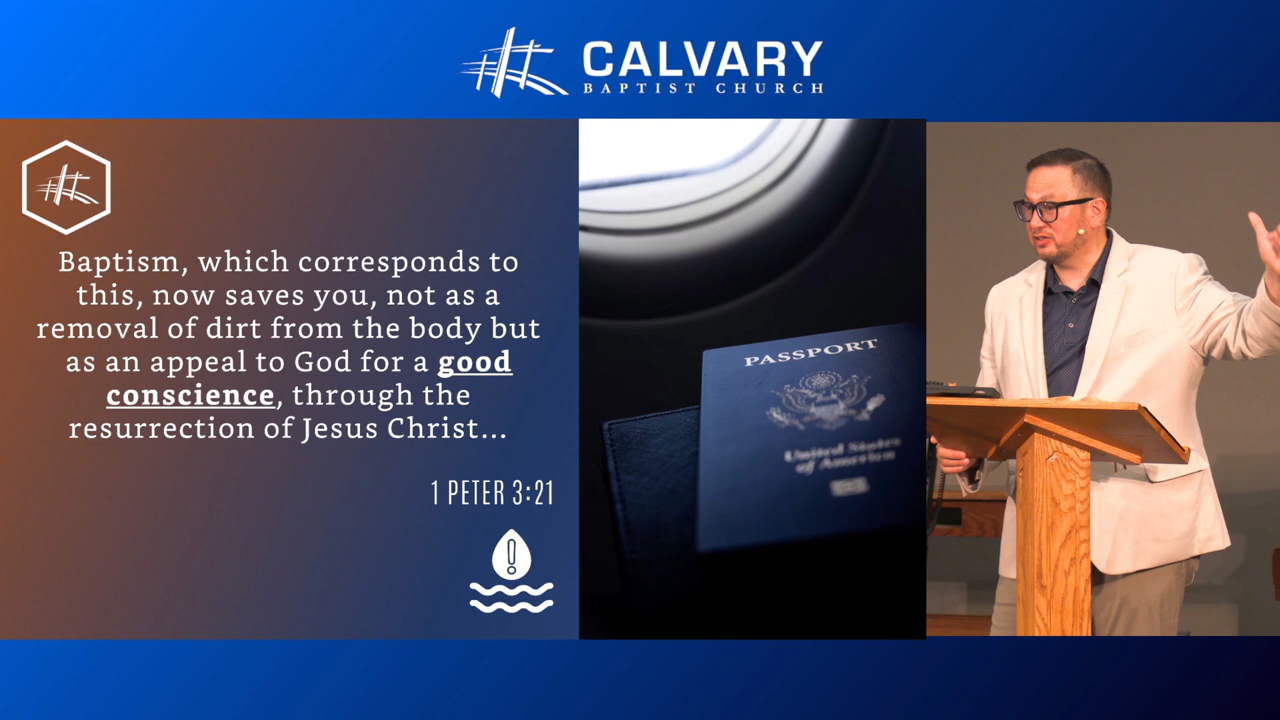 CALVARY
BAPTIST CHURCH
Baptism, which corresponds to
this, now saves you, not as a
removal of dirt from the body but
as an appeal to God for a good
conscience, through the
resurrection of Jesus Christ...
1 PETER 3:21
!
PASSPORT
United States
of America